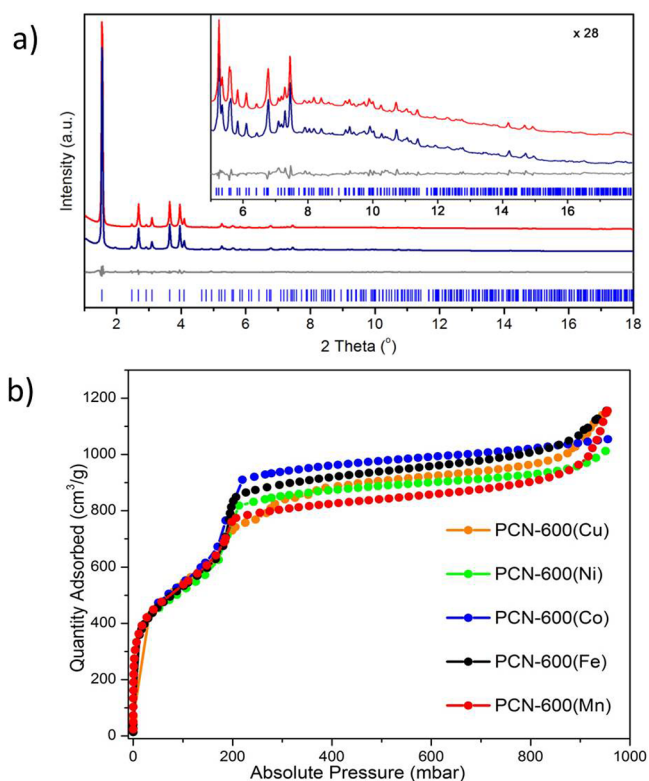 a)
x 28
Intensity (a.u.)
6 8 10 12 14 16
2 4 6 8 10 12 14 16 18
2 Theta (°)
b)
1200
1000
800
600
400
200
0
Quantity Adsorbed (cm³/g)
PCN-600(Cu)
PCN-600(Ni)
PCN-600(Co)
PCN-600(Fe)
PCN-600(Mn)
0 200 400 600 800 1000
Absolute Pressure (mbar)